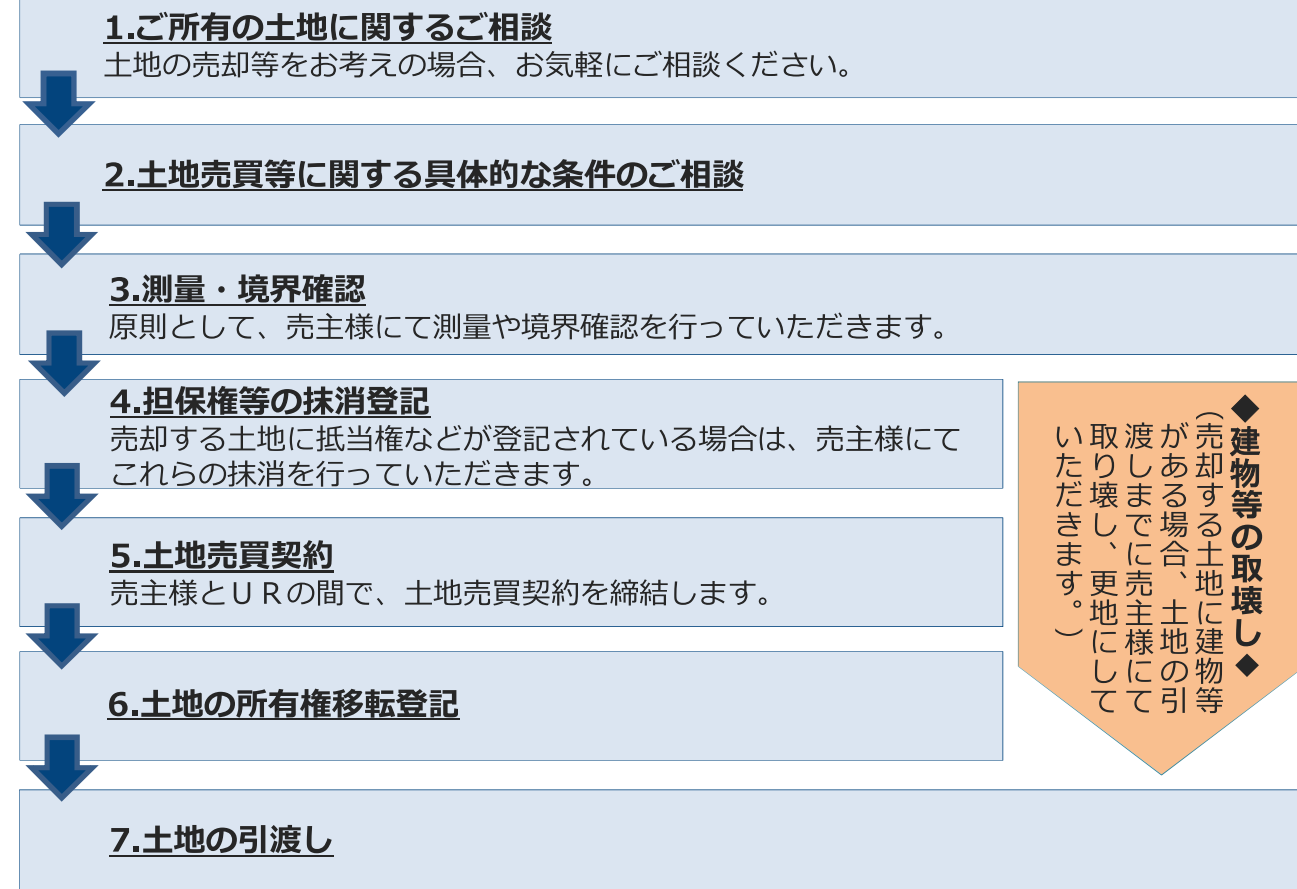 1.ご所有の土地に関するご相談
土地の売却等をお考えの場合、お気軽にご相談ください。
2.土地売買等に関する具体的な条件のご相談
3.測量・境界確認
原則として、売主様にて測量や境界確認を行っていただきます。
4.担保権等の抹消登記
売却する土地に抵当権などが登記されている場合は、売主様にて
これらの抹消を行っていただきます。
◆建物等の取壊し◆
（売却する土地に建物等
がある場合、土地の引
渡しまでに売主様にて
取り壊し、更地にして
いただきます。）
5.土地売買契約
売主様とＵＲの間で、土地売買契約を締結します。
6.土地の所有権移転登記
7.土地の引渡し